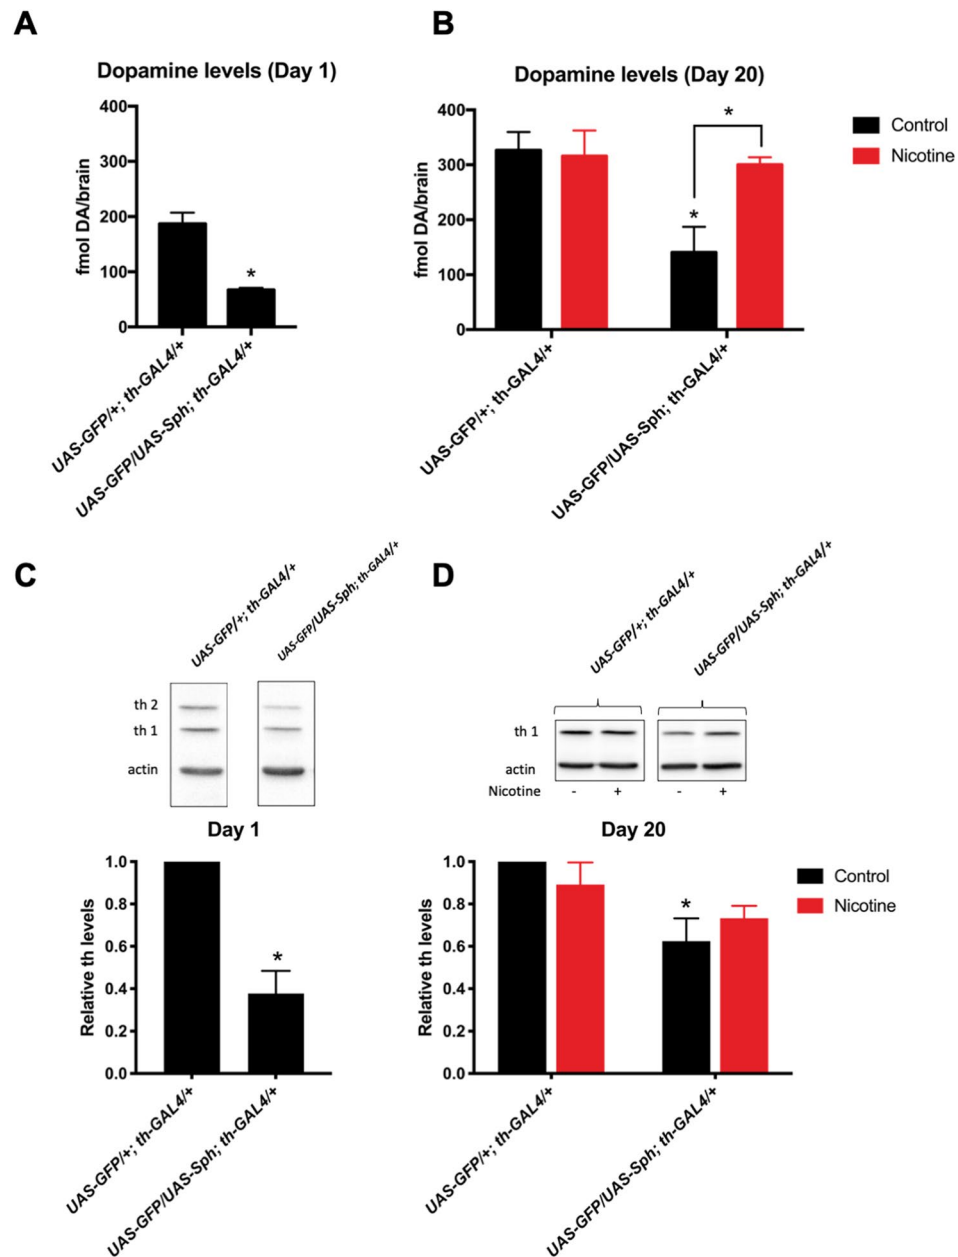 A
B
Dopamine levels (Day 1)
Dopamine levels (Day 20)
400
300
200
100
0
fmol DA/brain
*
UAS-GFP/+; th-GAL4/+
UAS-GFP/UAS-Sph; th-GAL4/+
400
300
200
100
0
fmol DA/brain
*
*
Control
Nicotine
UAS-GFP/+; th-GAL4/+
UAS-GFP/UAS-Sph; th-GAL4/+
C
D
UAS-GFP/+; th-GAL4/+
UAS-GFP/UAS-Sph; th-GAL4/+
th 2
th 1
actin
UAS-GFP/+; th-GAL4/+
UAS-GFP/UAS-Sph; th-GAL4/+
th 1
actin
Nicotine - + - +
Day 1
1.0
0.8
0.6
0.4
0.2
0.0
Relative th levels
*
UAS-GFP/+; th-GAL4/+
UAS-GFP/UAS-Sph; th-GAL4/+
Day 20
1.0
0.8
0.6
0.4
0.2
0.0
Relative th levels
*
Control
Nicotine
UAS-GFP/+; th-GAL4/+
UAS-GFP/UAS-Sph; th-GAL4/+